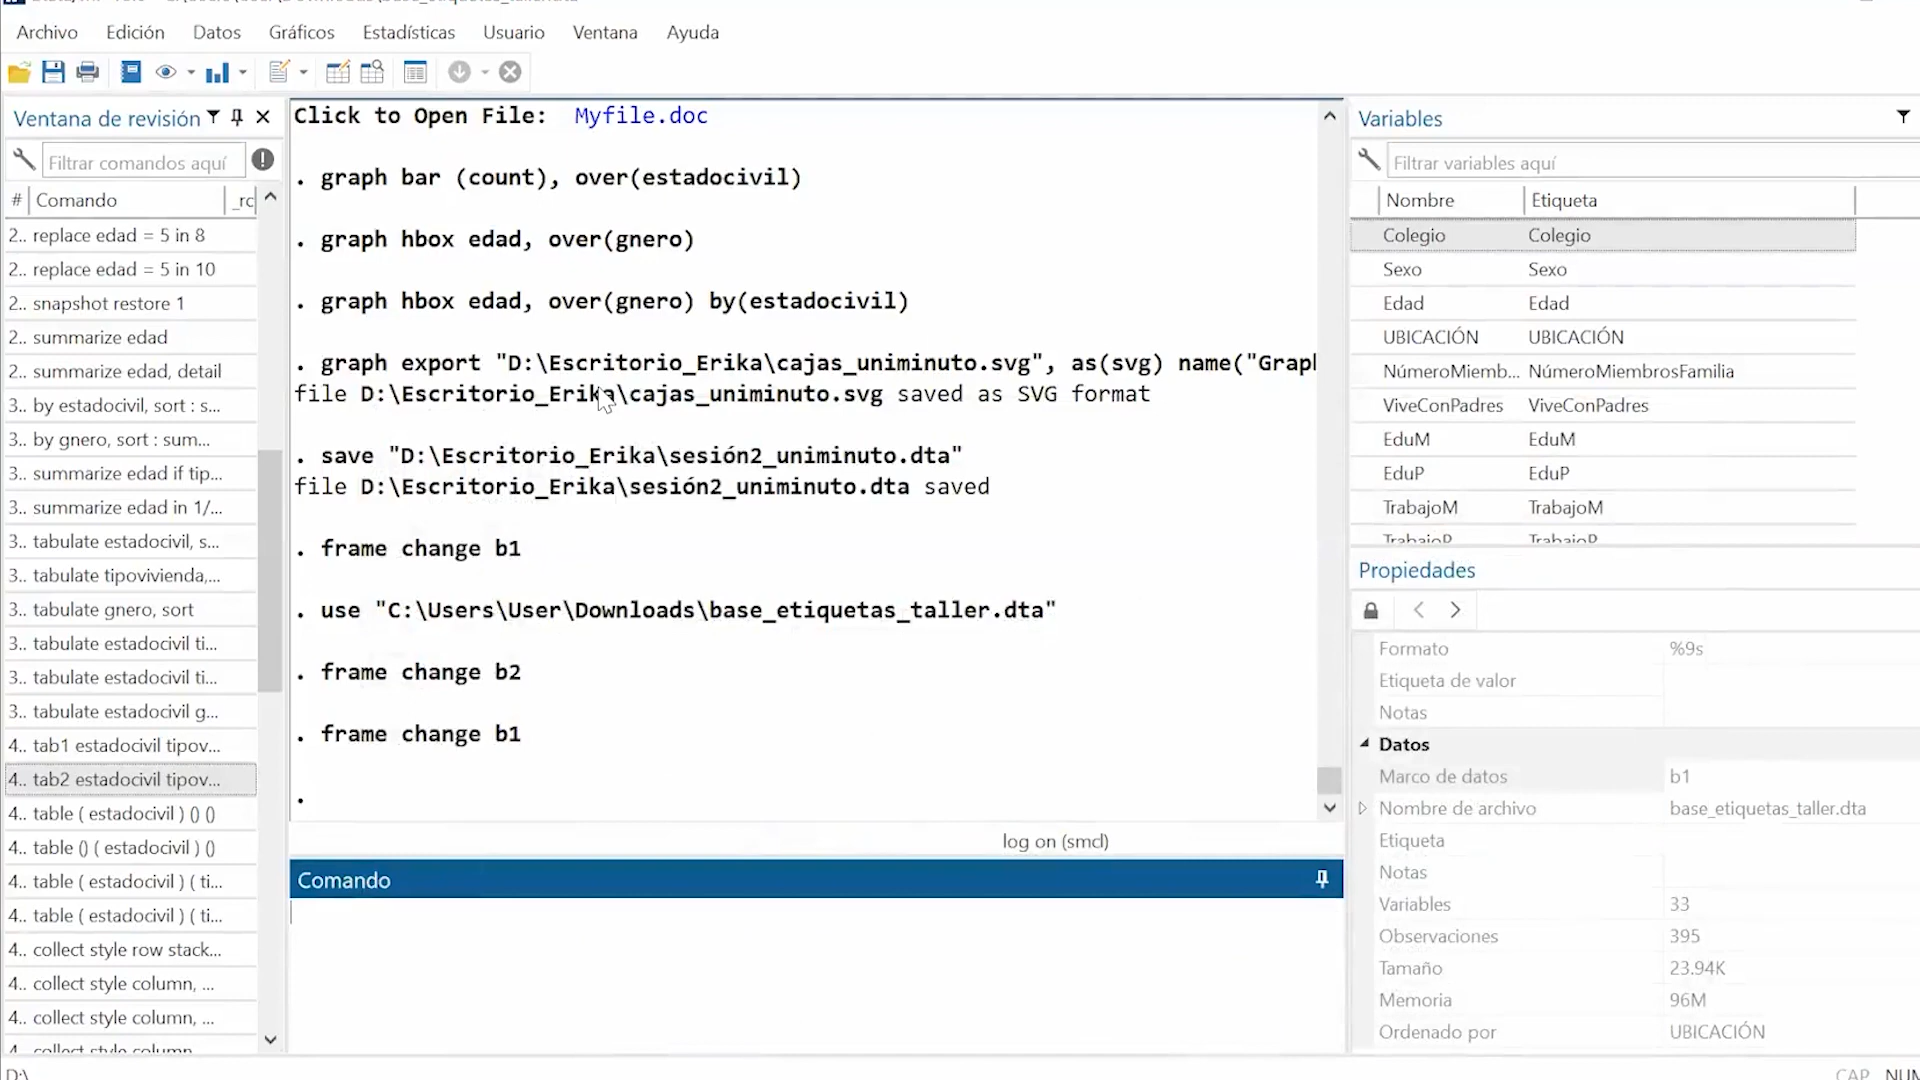 Archivo Edición Datos Gráficos Estadísticas Usuario Ventana Ayuda
Ventana de revisión
Filtrar comandos aquí
# Comando _rc
2.. replace edad = 5 in 8
2.. replace edad = 5 in 10
2.. snapshot restore 1
2.. summarize edad
2.. summarize edad, detail
3.. by estadocivil, sort : s...
3.. by gnero, sort : sum...
3.. summarize edad if tip...
3.. summarize edad in 1/...
3.. tabulate estadocivil, s...
3.. tabulate tipovivienda,...
3.. tabulate gnero, sort
3.. tabulate estadocivil ti...
3.. tabulate estadocivil ti...
3.. tabulate estadocivil g...
4.. tab1 estadocivil tipov...
4.. tab2 estadocivil tipov...
4.. table ( estadocivil ) () ()
4.. table () ( estadocivil ) ()
4.. table ( estadocivil ) ( ti...
4.. table ( estadocivil ) ( ti...
4.. collect style row stack...
4.. collect style column, ...
4.. collect style column, ...
4.. collect style column
Click to Open File: Myfile.doc
. graph bar (count), over(estadocivil)
. graph hbox edad, over(gnero)
. graph hbox edad, over(gnero) by(estadocivil)
. graph export "D:\Escritorio_Erika\cajas_uniminuto.svg", as(svg) name("Graph
file D:\Escritorio_Erika\cajas_uniminuto.svg saved as SVG format
. save "D:\Escritorio_Erika\sesión2_uniminuto.dta"
file D:\Escritorio_Erika\sesión2_uniminuto.dta saved
. frame change b1
. use "C:\Users\User\Downloads\base_etiquetas_taller.dta"
. frame change b2
. frame change b1
.
log on (smcl)
Comando
Variables
Filtrar variables aquí
Nombre Etiqueta
Colegio Colegio
Sexo Sexo
Edad Edad
UBICACIÓN UBICACIÓN
NúmeroMiemb... NúmeroMiembrosFamilia
ViveConPadres ViveConPadres
EduM EduM
EduP EduP
TrabajoM TrabajoM
TrabajoP TrabajoP
Propiedades
Formato %9s
Etiqueta de valor
Notas
Datos
Marco de datos b1
Nombre de archivo base_etiquetas_taller.dta
Etiqueta
Notas
Variables 33
Observaciones 395
Tamaño 23.94K
Memoria 96M
Ordenado por UBICACIÓN
D:\
CAP NUM